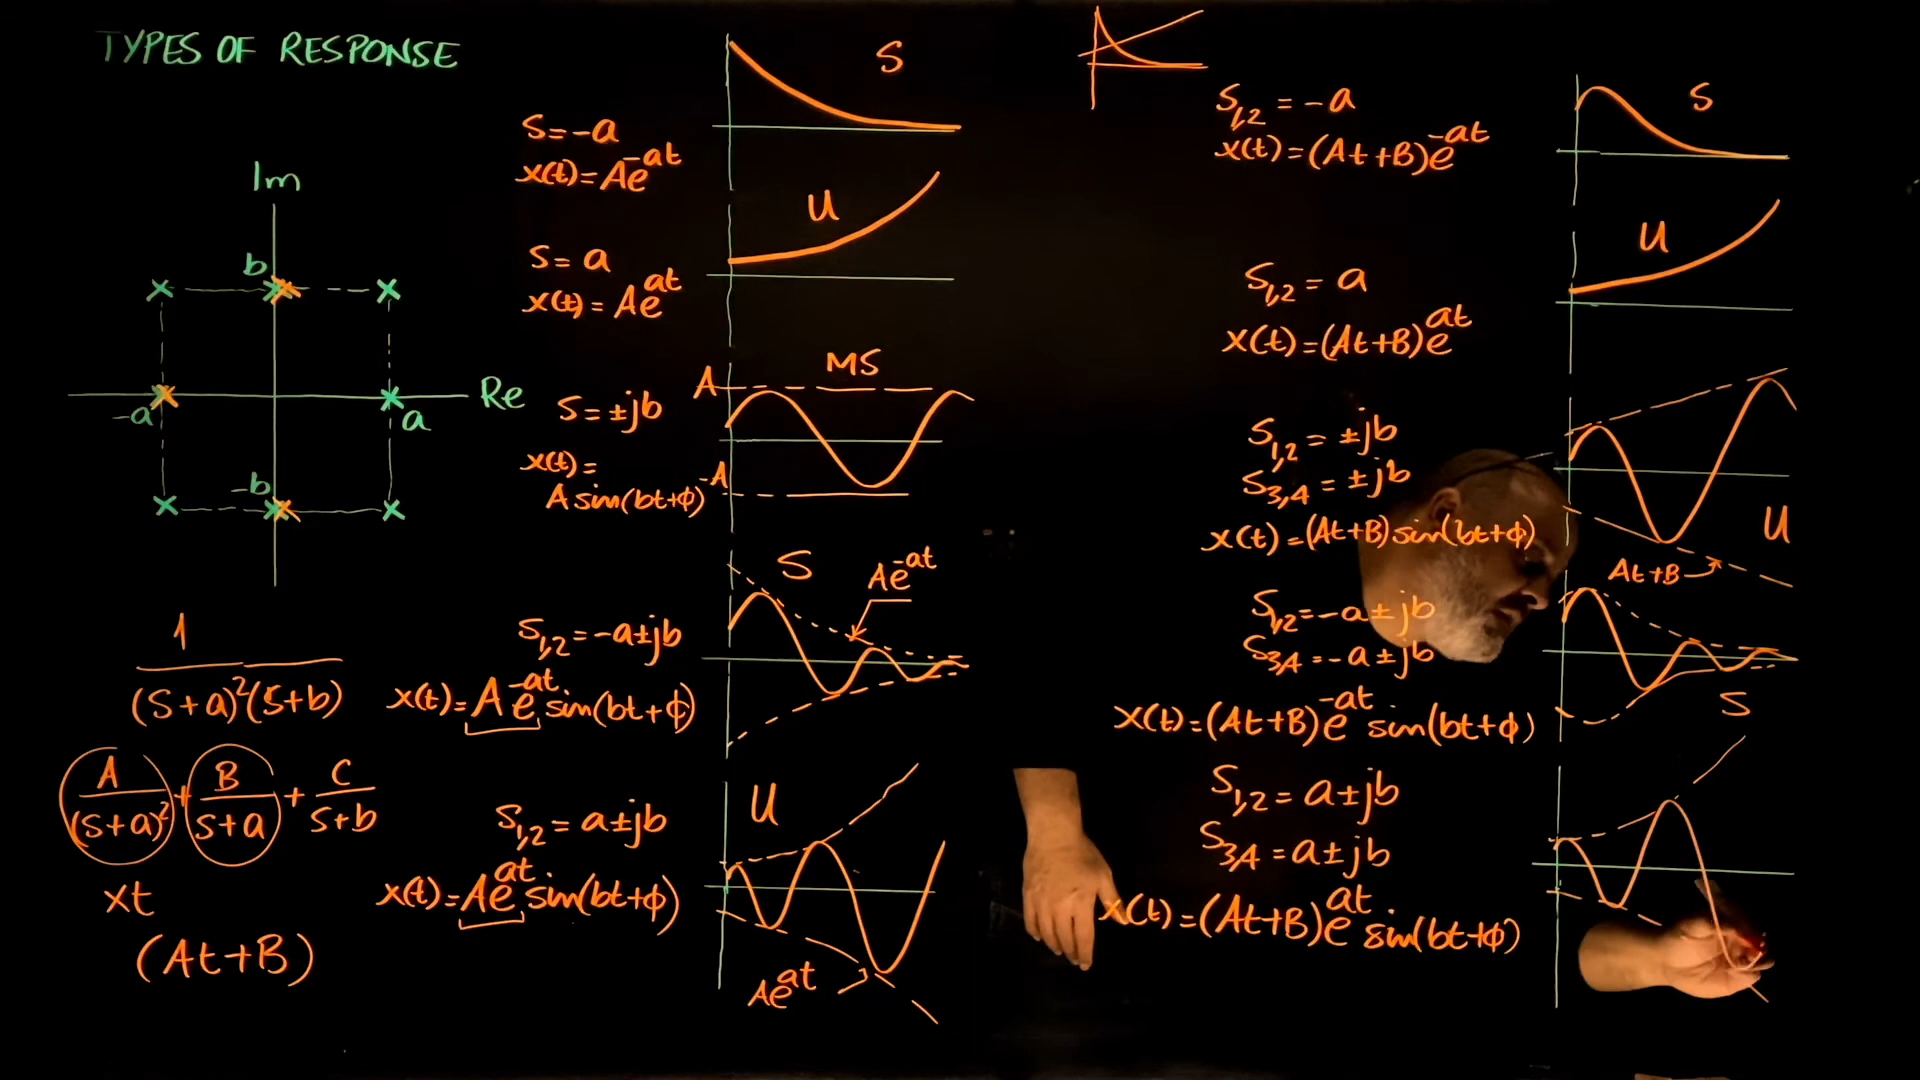 TYPES OF RESPONSE
Im
b
-a
a
Re
-b
1
(s+a)²(s+b)
A
(s+a)²
+
B
s+a
+
C
s+b
xt
(At+B)
s=-a
x(t)=Ae^-at
S
s=a
x(t)=Ae^at
U
s=±jb
x(t)=
A sin(bt+ϕ)
A
-A
MS
S1,2=-a±jb
x(t)=Ae^-at sin(bt+ϕ)
S
Ae^-at
S1,2=a±jb
x(t)=Ae^at sin(bt+ϕ)
U
Ae^at
S1,2=-a
x(t)=(At+B)e^-at
S
S1,2=a
x(t)=(At+B)e^at
U
S1,2=±jb
S3,4=±jb
x(t)=(At+B)sin(bt+ϕ)
U
At+B
S1,2=-a±jb
S3,4=-a±jb
x(t)=(At+B)e^-at sin(bt+ϕ)
S
S1,2=a±jb
S3,4=a±jb
x(t)=(At+B)e^at sin(bt+ϕ)